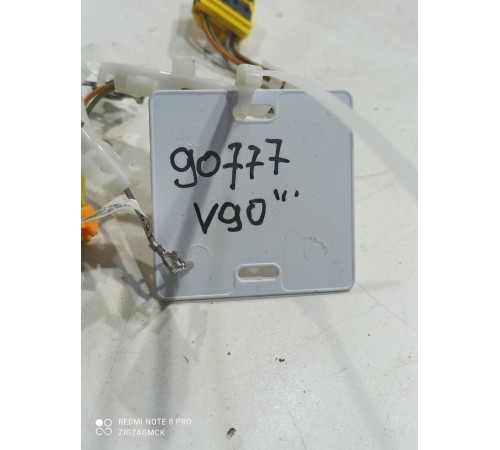 90777
V90"'
REDMI NOTE 8 PRO
ZIGZAGMCK